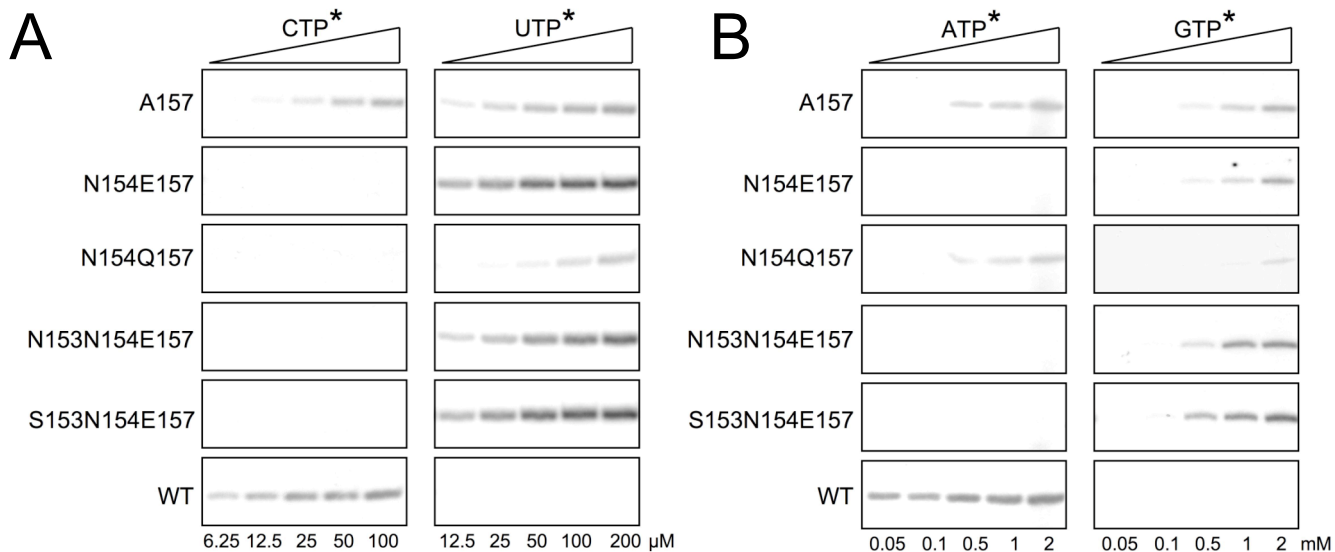 A
CTP*
UTP*
A157
N154E157
N154Q157
N153N154E157
S153N154E157
WT
6.25 12.5 25 50 100
12.5 25 50 100 200 µM
B
ATP*
GTP*
A157
N154E157
N154Q157
N153N154E157
S153N154E157
WT
0.05 0.1 0.5 1 2
0.05 0.1 0.5 1 2 mM